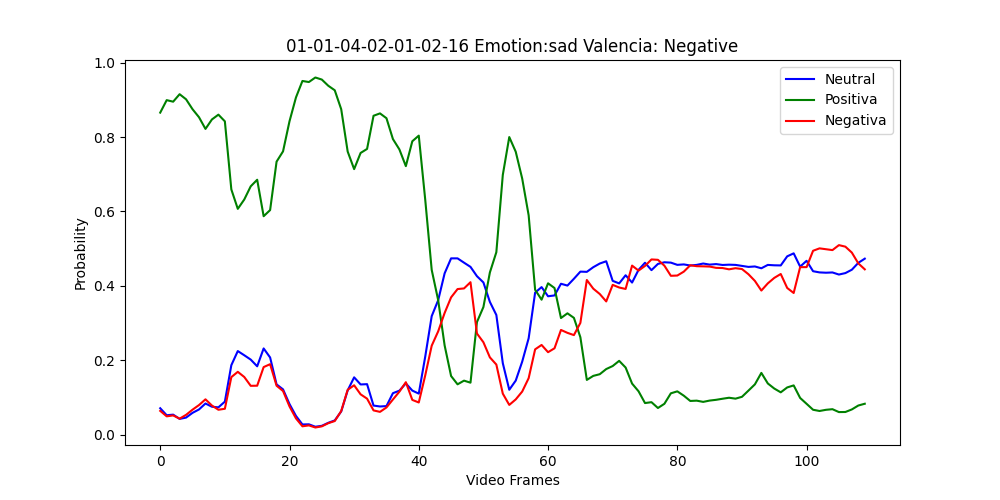 01-01-04-02-01-02-16 Emotion:sad Valencia: Negative
Neutral
Positiva
Negativa
Probability
1.0
0.8
0.6
0.4
0.2
0.0
0 20 40 60 80 100
Video Frames